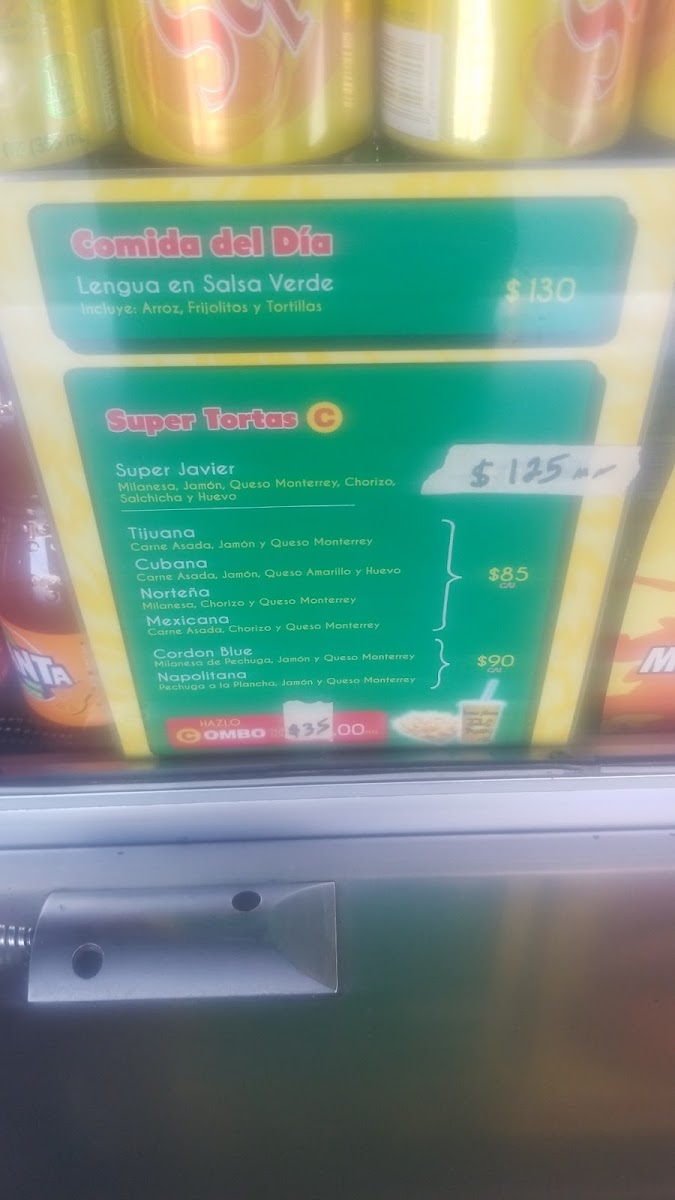 Comida del Día
Lengua en Salsa Verde
$130
Incluye: Arroz, Frijolitos y Tortillas
Super Tortas C
Super Javier
$125
Milanesa, Jamón, Queso Monterrey, Chorizo,
Salchicha y Huevo
Tijuana
Carne Asada, Jamón y Queso Monterrey
Cubana
Carne Asada, Jamón, Queso Amarillo y Huevo
$85
C/U
Norteña
Milanesa, Chorizo y Queso Monterrey
Mexicana
Carne Asada, Chorizo y Queso Monterrey
Cordon Blue
Milanesa de Pechuga, Jamón y Queso Monterrey
$90
C/U
Napolitana
Pechuga a la Plancha, Jamón y Queso Monterrey
HAZLO
COMBO
$35.00
NTA
M